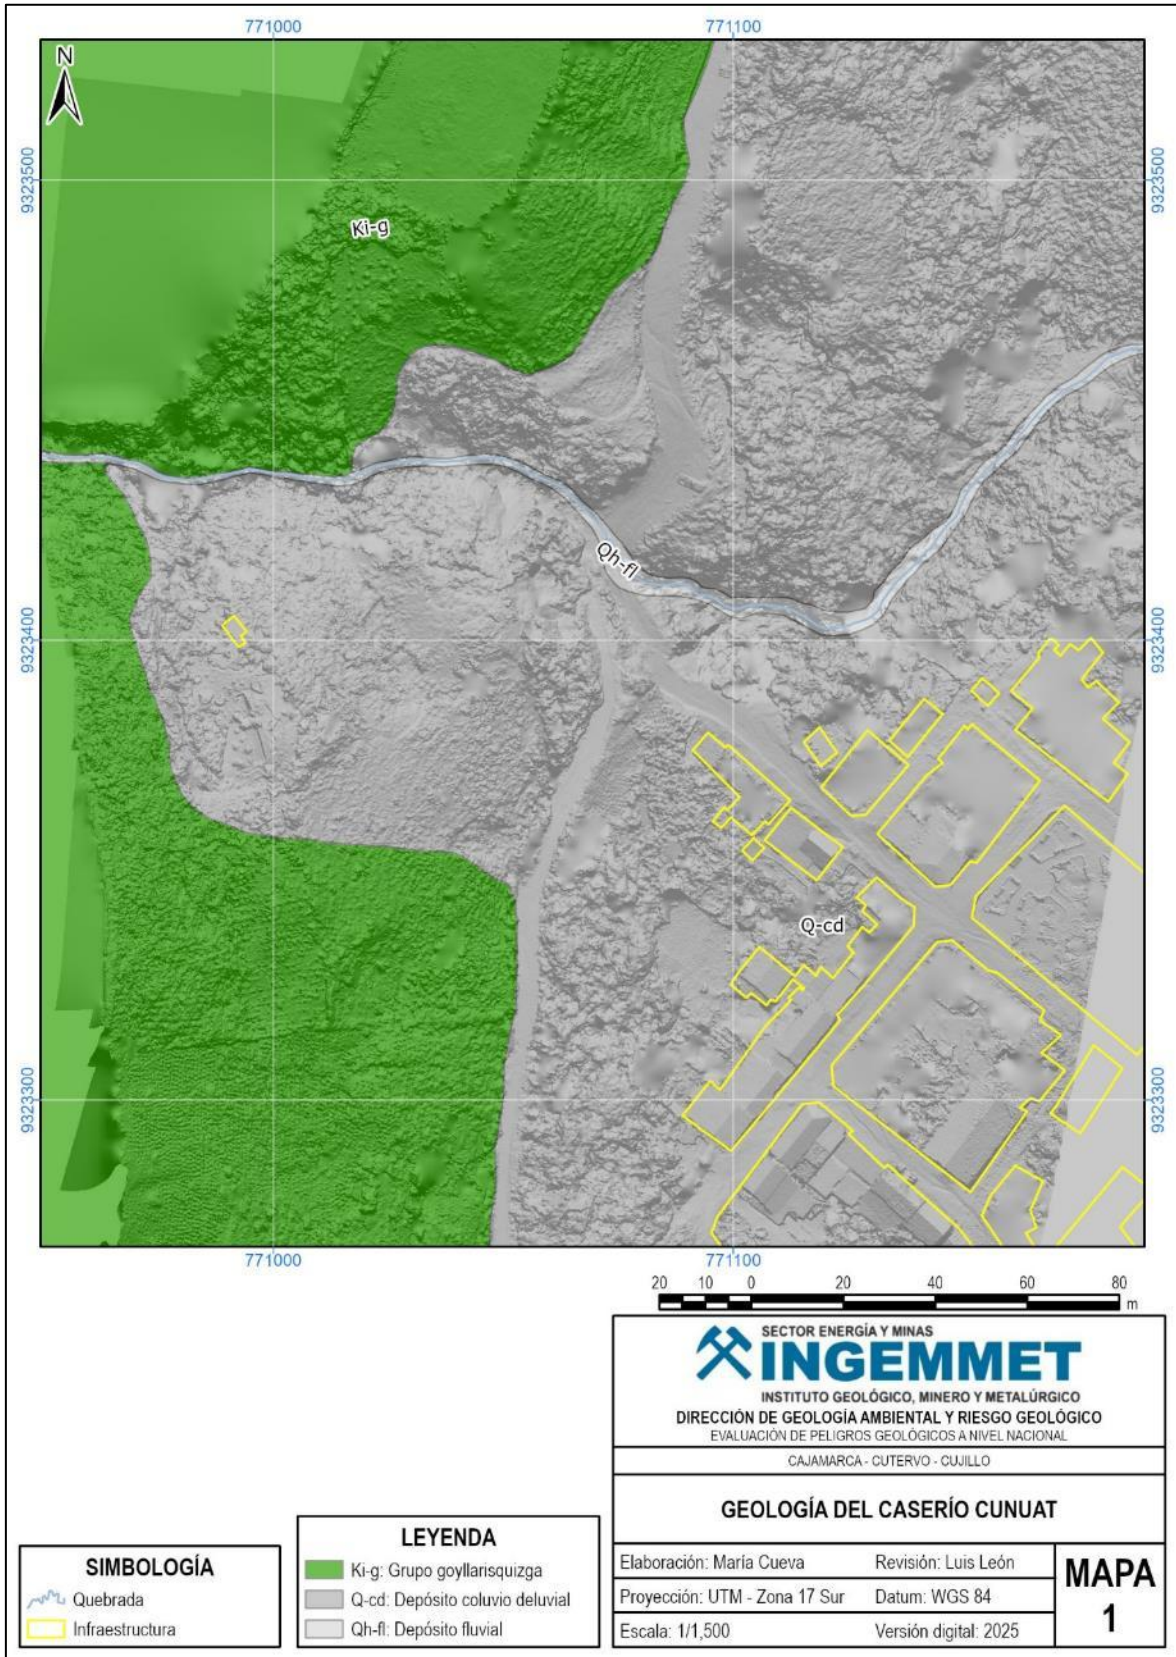 771000 771100
N
9323500 9323500
Ki-g
Qh-fl
9323400 9323400
Q-cd
9323300 9323300
771000 771100
20 10 0 20 40 60 80
m
SECTOR ENERGÍA Y MINAS
INGEMMET
INSTITUTO GEOLÓGICO, MINERO Y METALÚRGICO
DIRECCIÓN DE GEOLOGÍA AMBIENTAL Y RIESGO GEOLÓGICO
EVALUACIÓN DE PELIGROS GEOLÓGICOS A NIVEL NACIONAL
CAJAMARCA - CUTERVO - CUJILLO
GEOLOGÍA DEL CASERÍO CUNUAT
Elaboración: María Cueva Revisión: Luis León
Proyección: UTM - Zona 17 Sur Datum: WGS 84
Escala: 1/1,500 Versión digital: 2025
MAPA
1
LEYENDA
Ki-g: Grupo goyllarisquizga
Q-cd: Depósito coluvio deluvial
Qh-fl: Depósito fluvial
SIMBOLOGÍA
Quebrada
Infraestructura